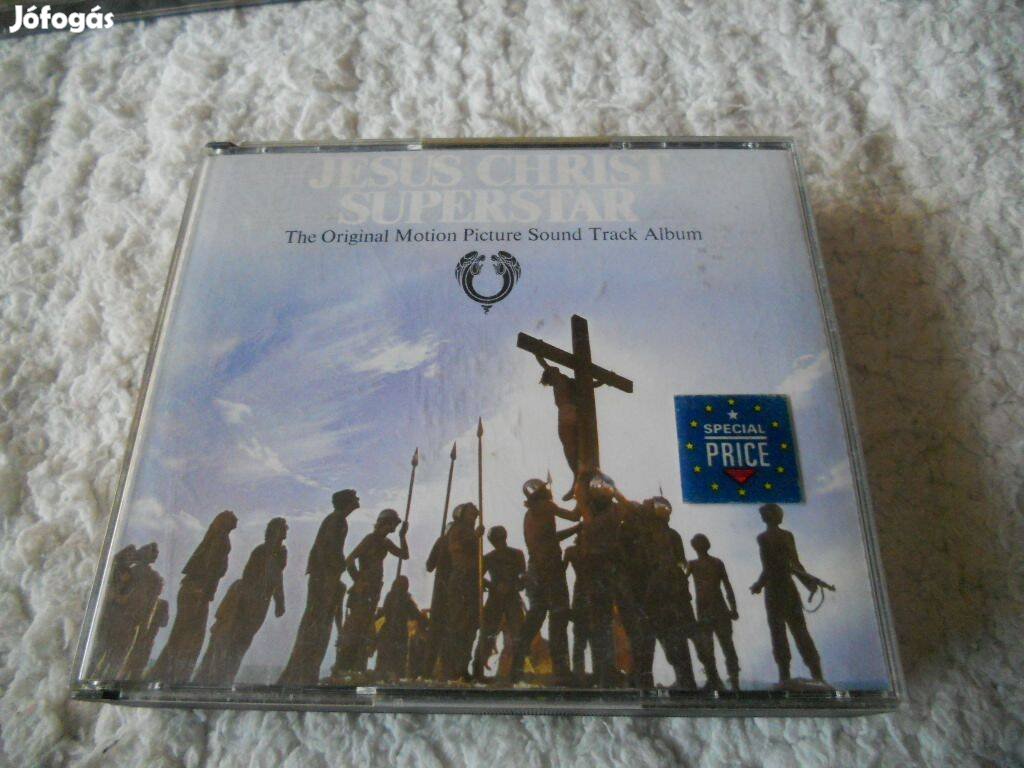 Jófogás
JESUS CHRIST
SUPERSTAR
The Original Motion Picture Sound Track Album
SPECIAL
PRICE